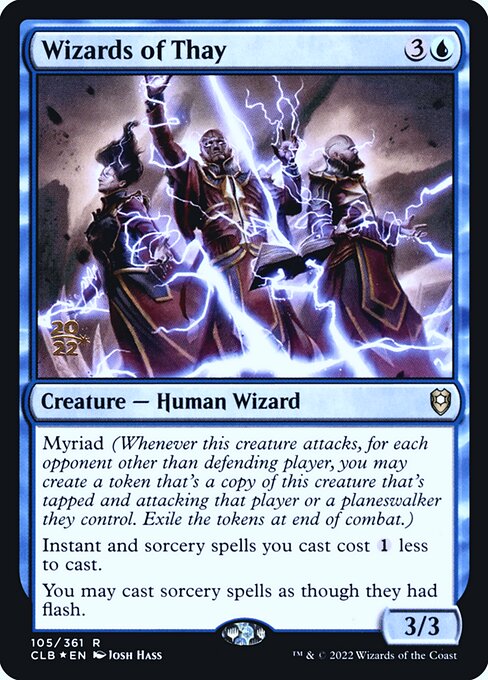 Wizards of Thay 3
20
22
Creature — Human Wizard
Myriad (Whenever this creature attacks, for each
opponent other than defending player, you may
create a token that's a copy of this creature that's
tapped and attacking that player or a planeswalker
they control. Exile the tokens at end of combat.)
Instant and sorcery spells you cast cost 1 less
to cast.
You may cast sorcery spells as though they had
flash.
3/3
105/361 R
CLB ★ EN Josh Hass
™ & © 2022 Wizards of the Coast